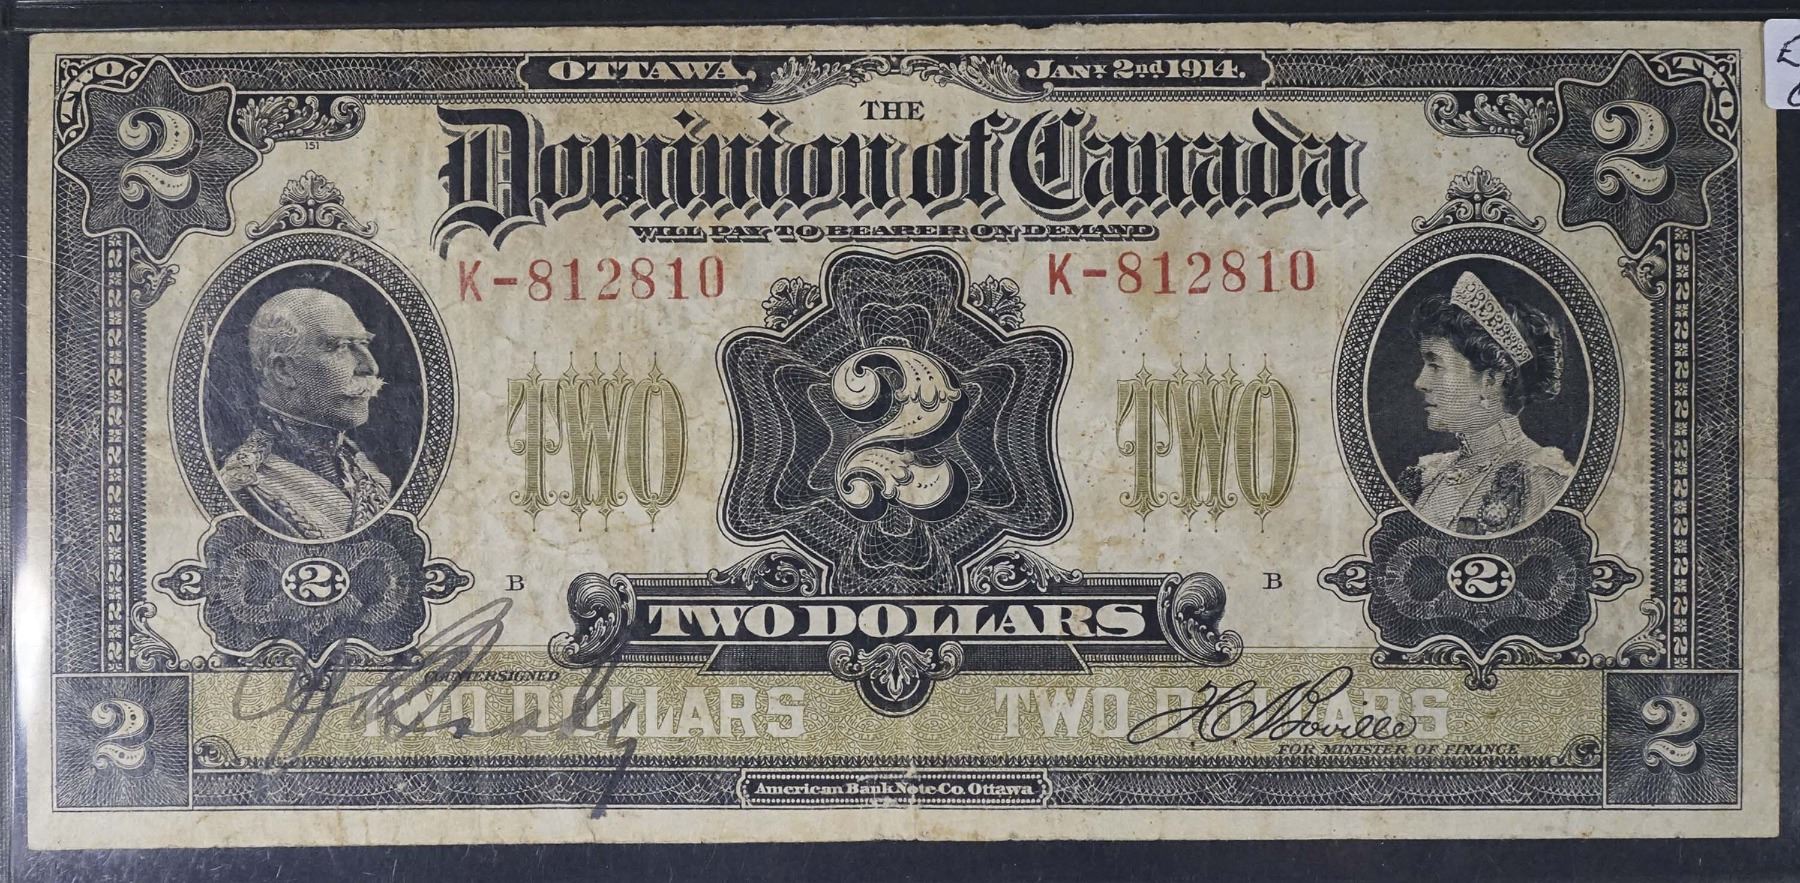 TWO OTTAWA, JANY 2nd 1914. TWO
2 THE 2
151
Dominion of Canada
WILL PAY TO BEARER ON DEMAND
K-812810 K-812810
TWO 2 TWO
2 2 2 B B 2 2 2
TWO DOLLARS
COUNTERSIGNED
TWO DOLLARS TWO DOLLARS
2 2
FOR MINISTER OF FINANCE
American Bank Note Co. Ottawa